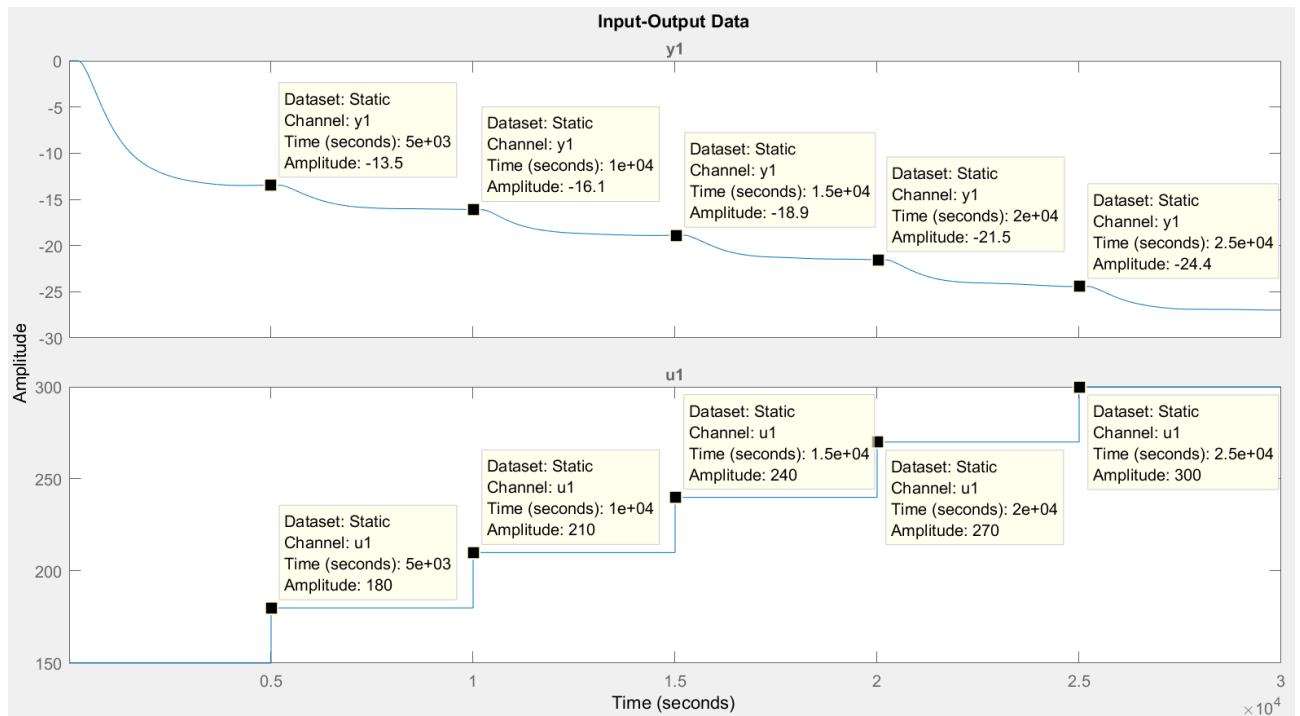 Input-Output Data
y1
Amplitude
0
-5
-10
-15
-20
-25
-30
Dataset: Static
Channel: y1
Time (seconds): 5e+03
Amplitude: -13.5
Dataset: Static
Channel: y1
Time (seconds): 1e+04
Amplitude: -16.1
Dataset: Static
Channel: y1
Time (seconds): 1.5e+04
Amplitude: -18.9
Dataset: Static
Channel: y1
Time (seconds): 2e+04
Amplitude: -21.5
Dataset: Static
Channel: y1
Time (seconds): 2.5e+04
Amplitude: -24.4
u1
300
250
200
150
Dataset: Static
Channel: u1
Time (seconds): 5e+03
Amplitude: 180
Dataset: Static
Channel: u1
Time (seconds): 1e+04
Amplitude: 210
Dataset: Static
Channel: u1
Time (seconds): 1.5e+04
Amplitude: 240
Dataset: Static
Channel: u1
Time (seconds): 2e+04
Amplitude: 270
Dataset: Static
Channel: u1
Time (seconds): 2.5e+04
Amplitude: 300
0.5 1 1.5 2 2.5 3
Time (seconds)
×10⁴